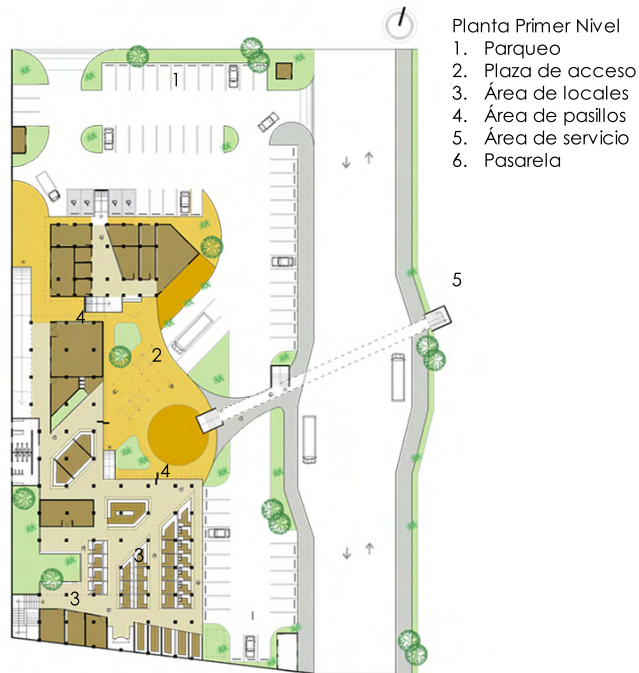 Planta Primer Nivel
1. Parqueo
2. Plaza de acceso
3. Área de locales
4. Área de pasillos
5. Área de servicio
6. Pasarela
1
5
4
2
4
3
3